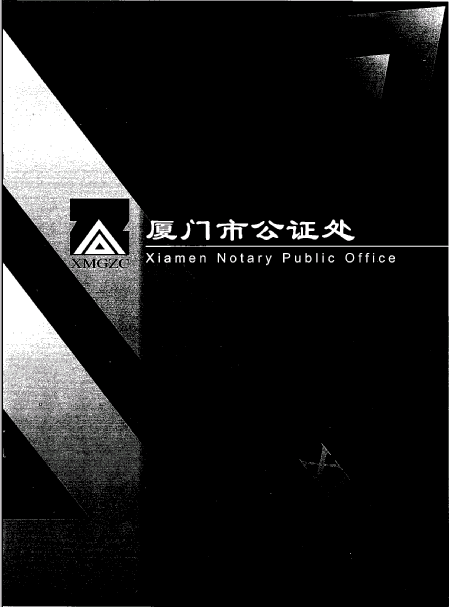 厦门市公证处
XMGZC
Xiamen Notary Public Office